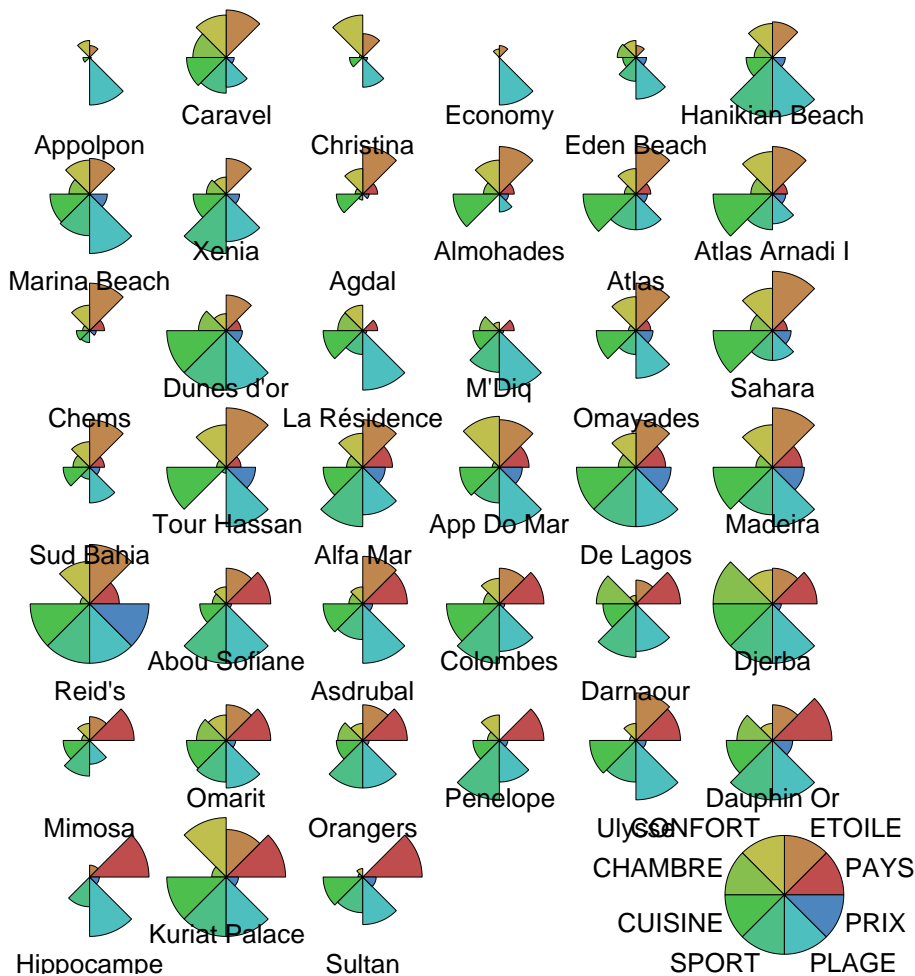 Caravel
Economy
Hanikian Beach
Appolpon
Christina
Eden Beach
Xenia
Almohades
Atlas Arnadi I
Marina Beach
Agdal
Atlas
Dunes d'or
M'Diq
Sahara
Chems
La Résidence
Omayades
Tour Hassan
App Do Mar
Madeira
Sud Bahia
Alfa Mar
De Lagos
Abou Sofiane
Colombes
Djerba
Reid's
Asdrubal
Darnaour
Omarit
Penelope
Dauphin Or
Mimosa
Orangers
Ulysse
CONFORT
ETOILE
CHAMBRE
PAYS
CUISINE
PRIX
SPORT
PLAGE
Kuriat Palace
Hippocampe
Sultan